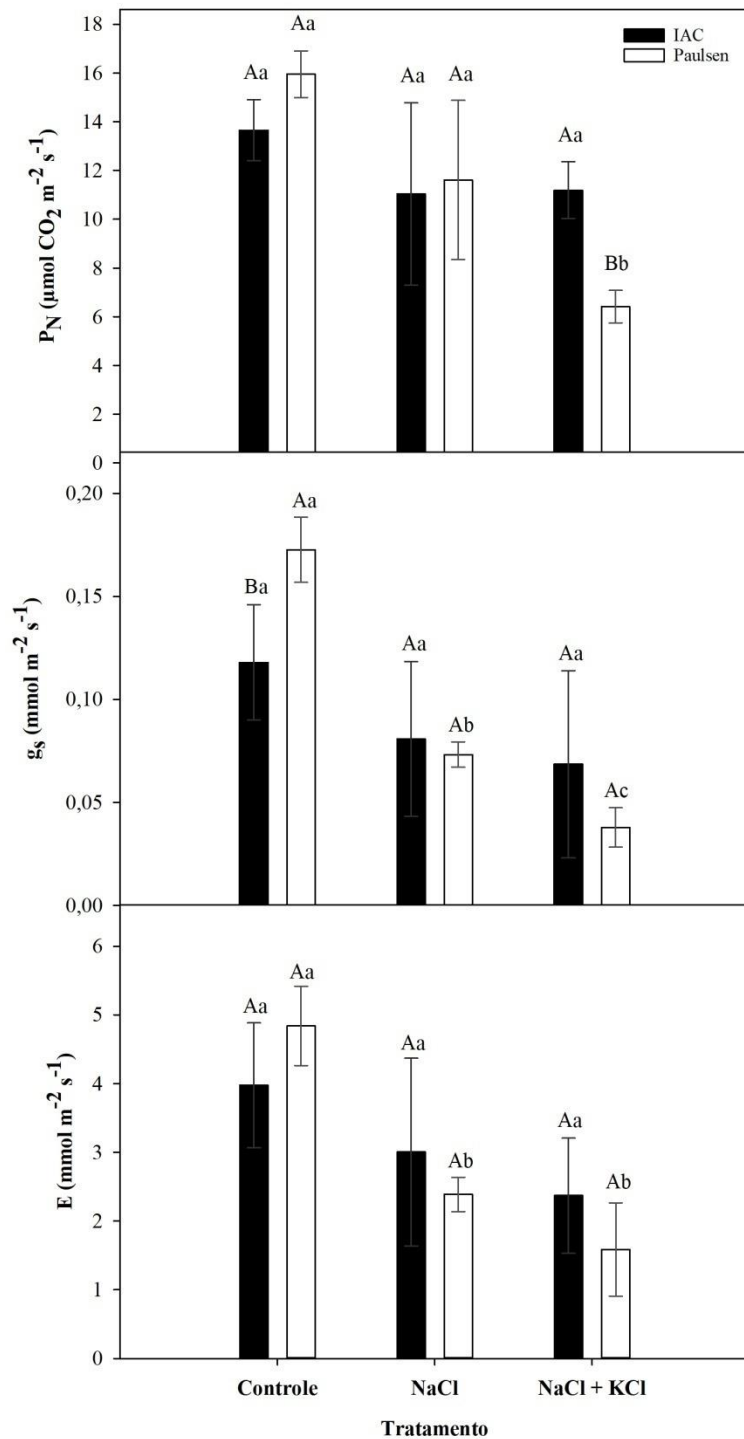 18
16
14
12
10
8
6
4
2
0
P_N (µmol CO2 m-2 s-1)
IAC
Paulsen
Aa
Aa
Aa
Aa
Aa
Bb
0,20
0,15
0,10
0,05
0,00
g_s (mmol m-2 s-1)
Ba
Aa
Aa
Ab
Aa
Ac
6
5
4
3
2
1
0
E (mmol m-2 s-1)
Aa
Aa
Aa
Ab
Aa
Ab
Controle NaCl NaCl + KCl
Tratamento